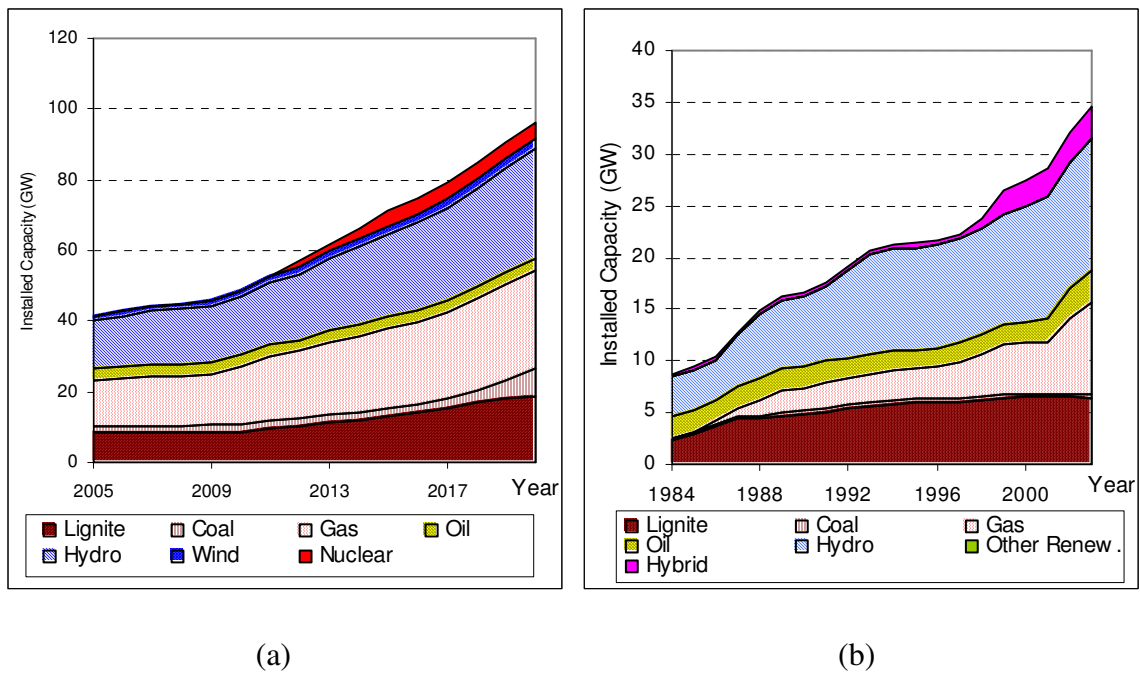 120
100
80
60
40
20
0
Installed Capacity (GW)
2005 2009 2013 2017 Year
Lignite Coal Gas Oil
Hydro Wind Nuclear
(a)
40
35
30
25
20
15
10
5
0
Installed Capacity (GW)
1984 1988 1992 1996 2000 Year
Lignite Coal Gas
Oil Hydro Other Renew .
Hybrid
(b)